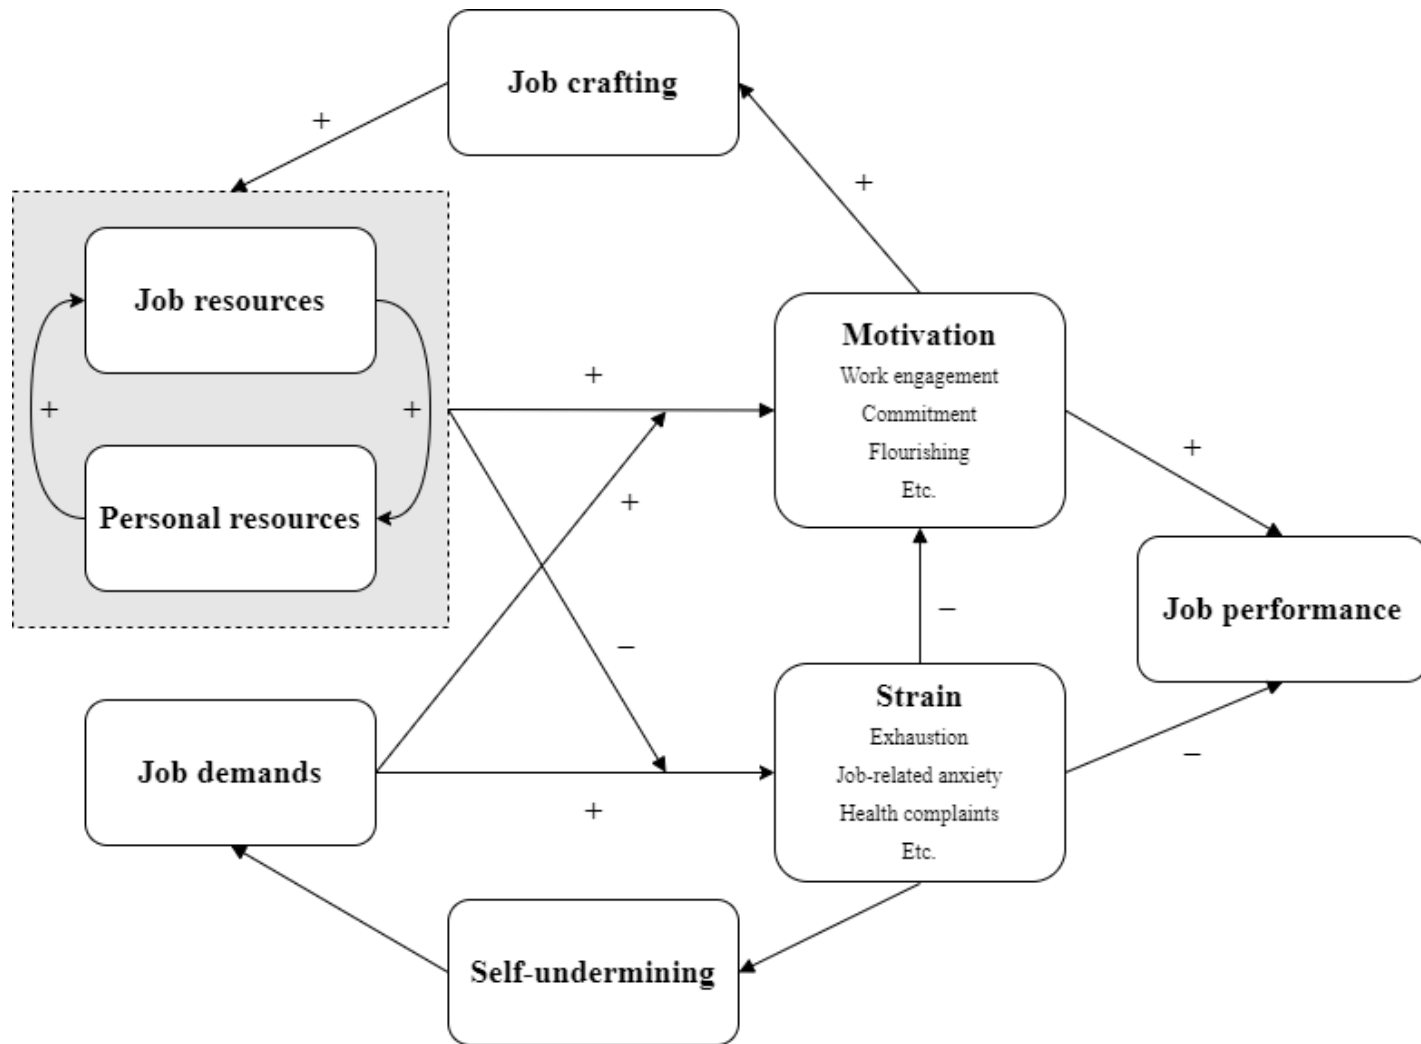 Job crafting
+
+
Job resources
Motivation
Work engagement
Commitment
Flourishing
Etc.
+
+
+
+
+
Personal resources
Job performance
−
−
Strain
Exhaustion
Job-related anxiety
Health complaints
Etc.
−
Job demands
+
Self-undermining